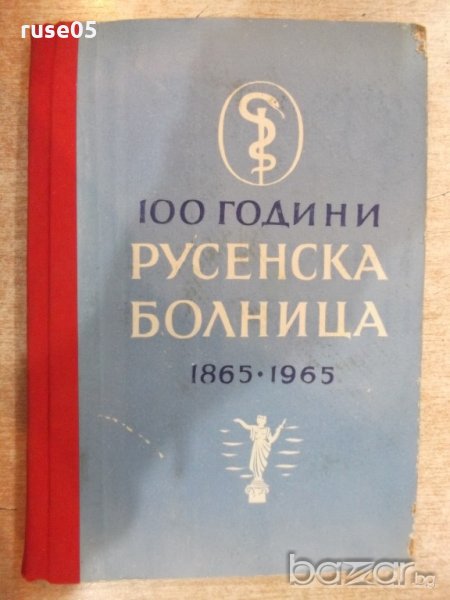 ruse05
100 ГОДИНИ
РУСЕНСКА
БОЛНИЦА
1865·1965
bazar.bg